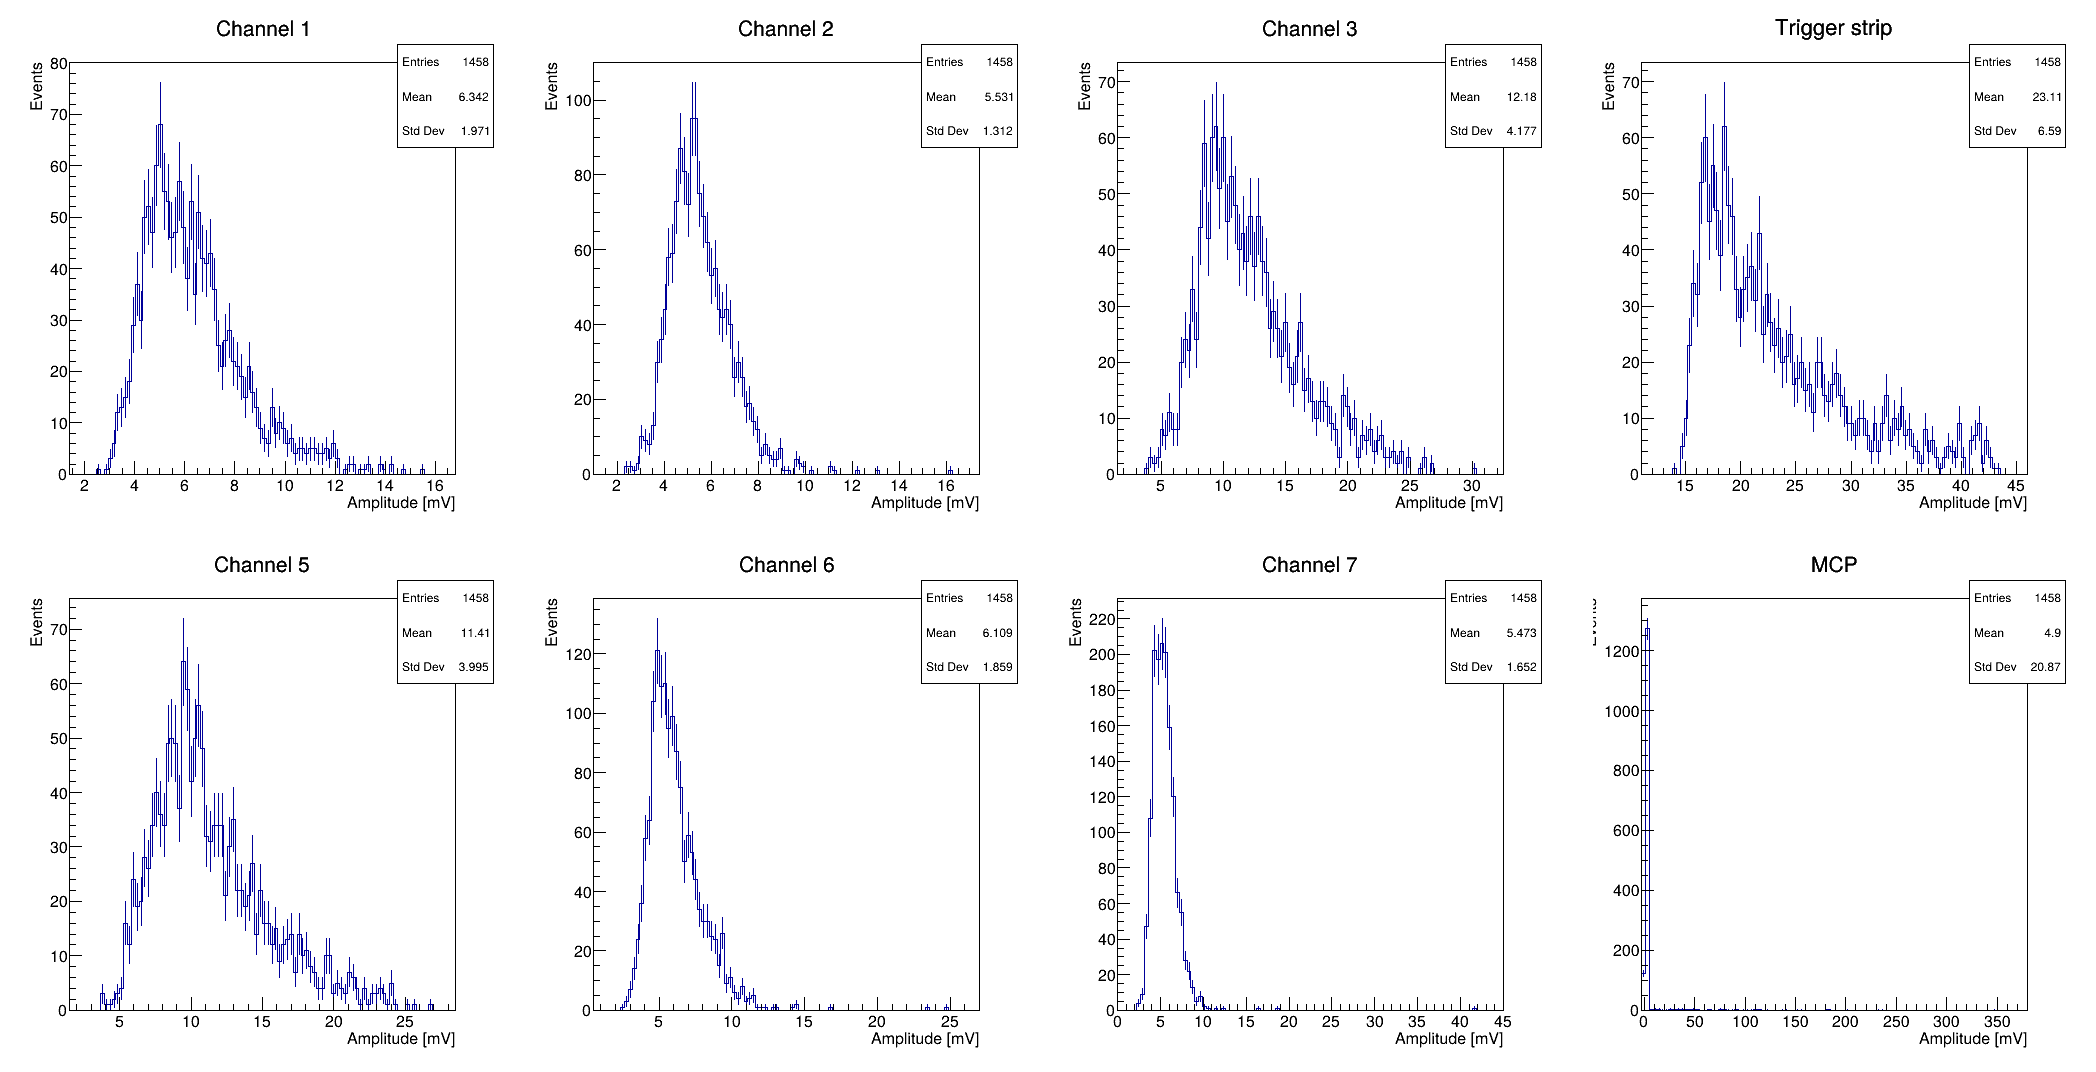 Channel 1
Events
Entries 1458
Mean 6.342
Std Dev 1.971
80
70
60
50
40
30
20
10
0
2 4 6 8 10 12 14 16
Amplitude [mV]
Channel 2
Events
Entries 1458
Mean 5.531
Std Dev 1.312
100
80
60
40
20
0
2 4 6 8 10 12 14 16
Amplitude [mV]
Channel 3
Events
Entries 1458
Mean 12.18
Std Dev 4.177
70
60
50
40
30
20
10
0
5 10 15 20 25 30
Amplitude [mV]
Trigger strip
Events
Entries 1458
Mean 23.11
Std Dev 6.59
70
60
50
40
30
20
10
0
15 20 25 30 35 40 45
Amplitude [mV]
Channel 5
Events
Entries 1458
Mean 11.41
Std Dev 3.995
70
60
50
40
30
20
10
0
5 10 15 20 25
Amplitude [mV]
Channel 6
Events
Entries 1458
Mean 6.109
Std Dev 1.859
120
100
80
60
40
20
0
5 10 15 20 25
Amplitude [mV]
Channel 7
Events
Entries 1458
Mean 5.473
Std Dev 1.652
220
200
180
160
140
120
100
80
60
40
20
0
0 5 10 15 20 25 30 35 40 45
Amplitude [mV]
MCP
Entries 1458
Mean 4.9
Std Dev 20.87
1200
1000
800
600
400
200
0
0 50 100 150 200 250 300 350
Amplitude [mV]